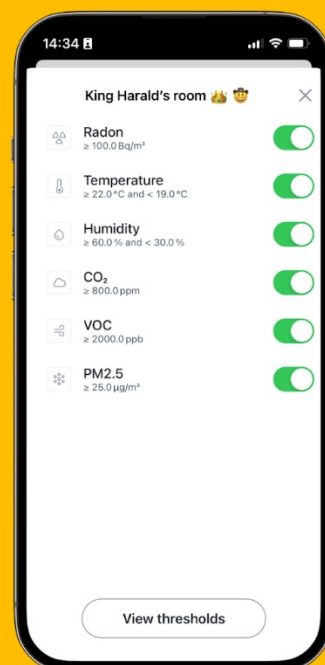 14:34
King Harald's room 🏰 🤠
Radon
≥ 100.0 Bq/m³
Temperature
≥ 22.0 °C and < 19.0 °C
Humidity
≥ 60.0 % and < 30.0 %
CO₂
≥ 800.0 ppm
VOC
≥ 2000.0 ppb
PM2.5
≥ 25.0 µg/m³
View thresholds